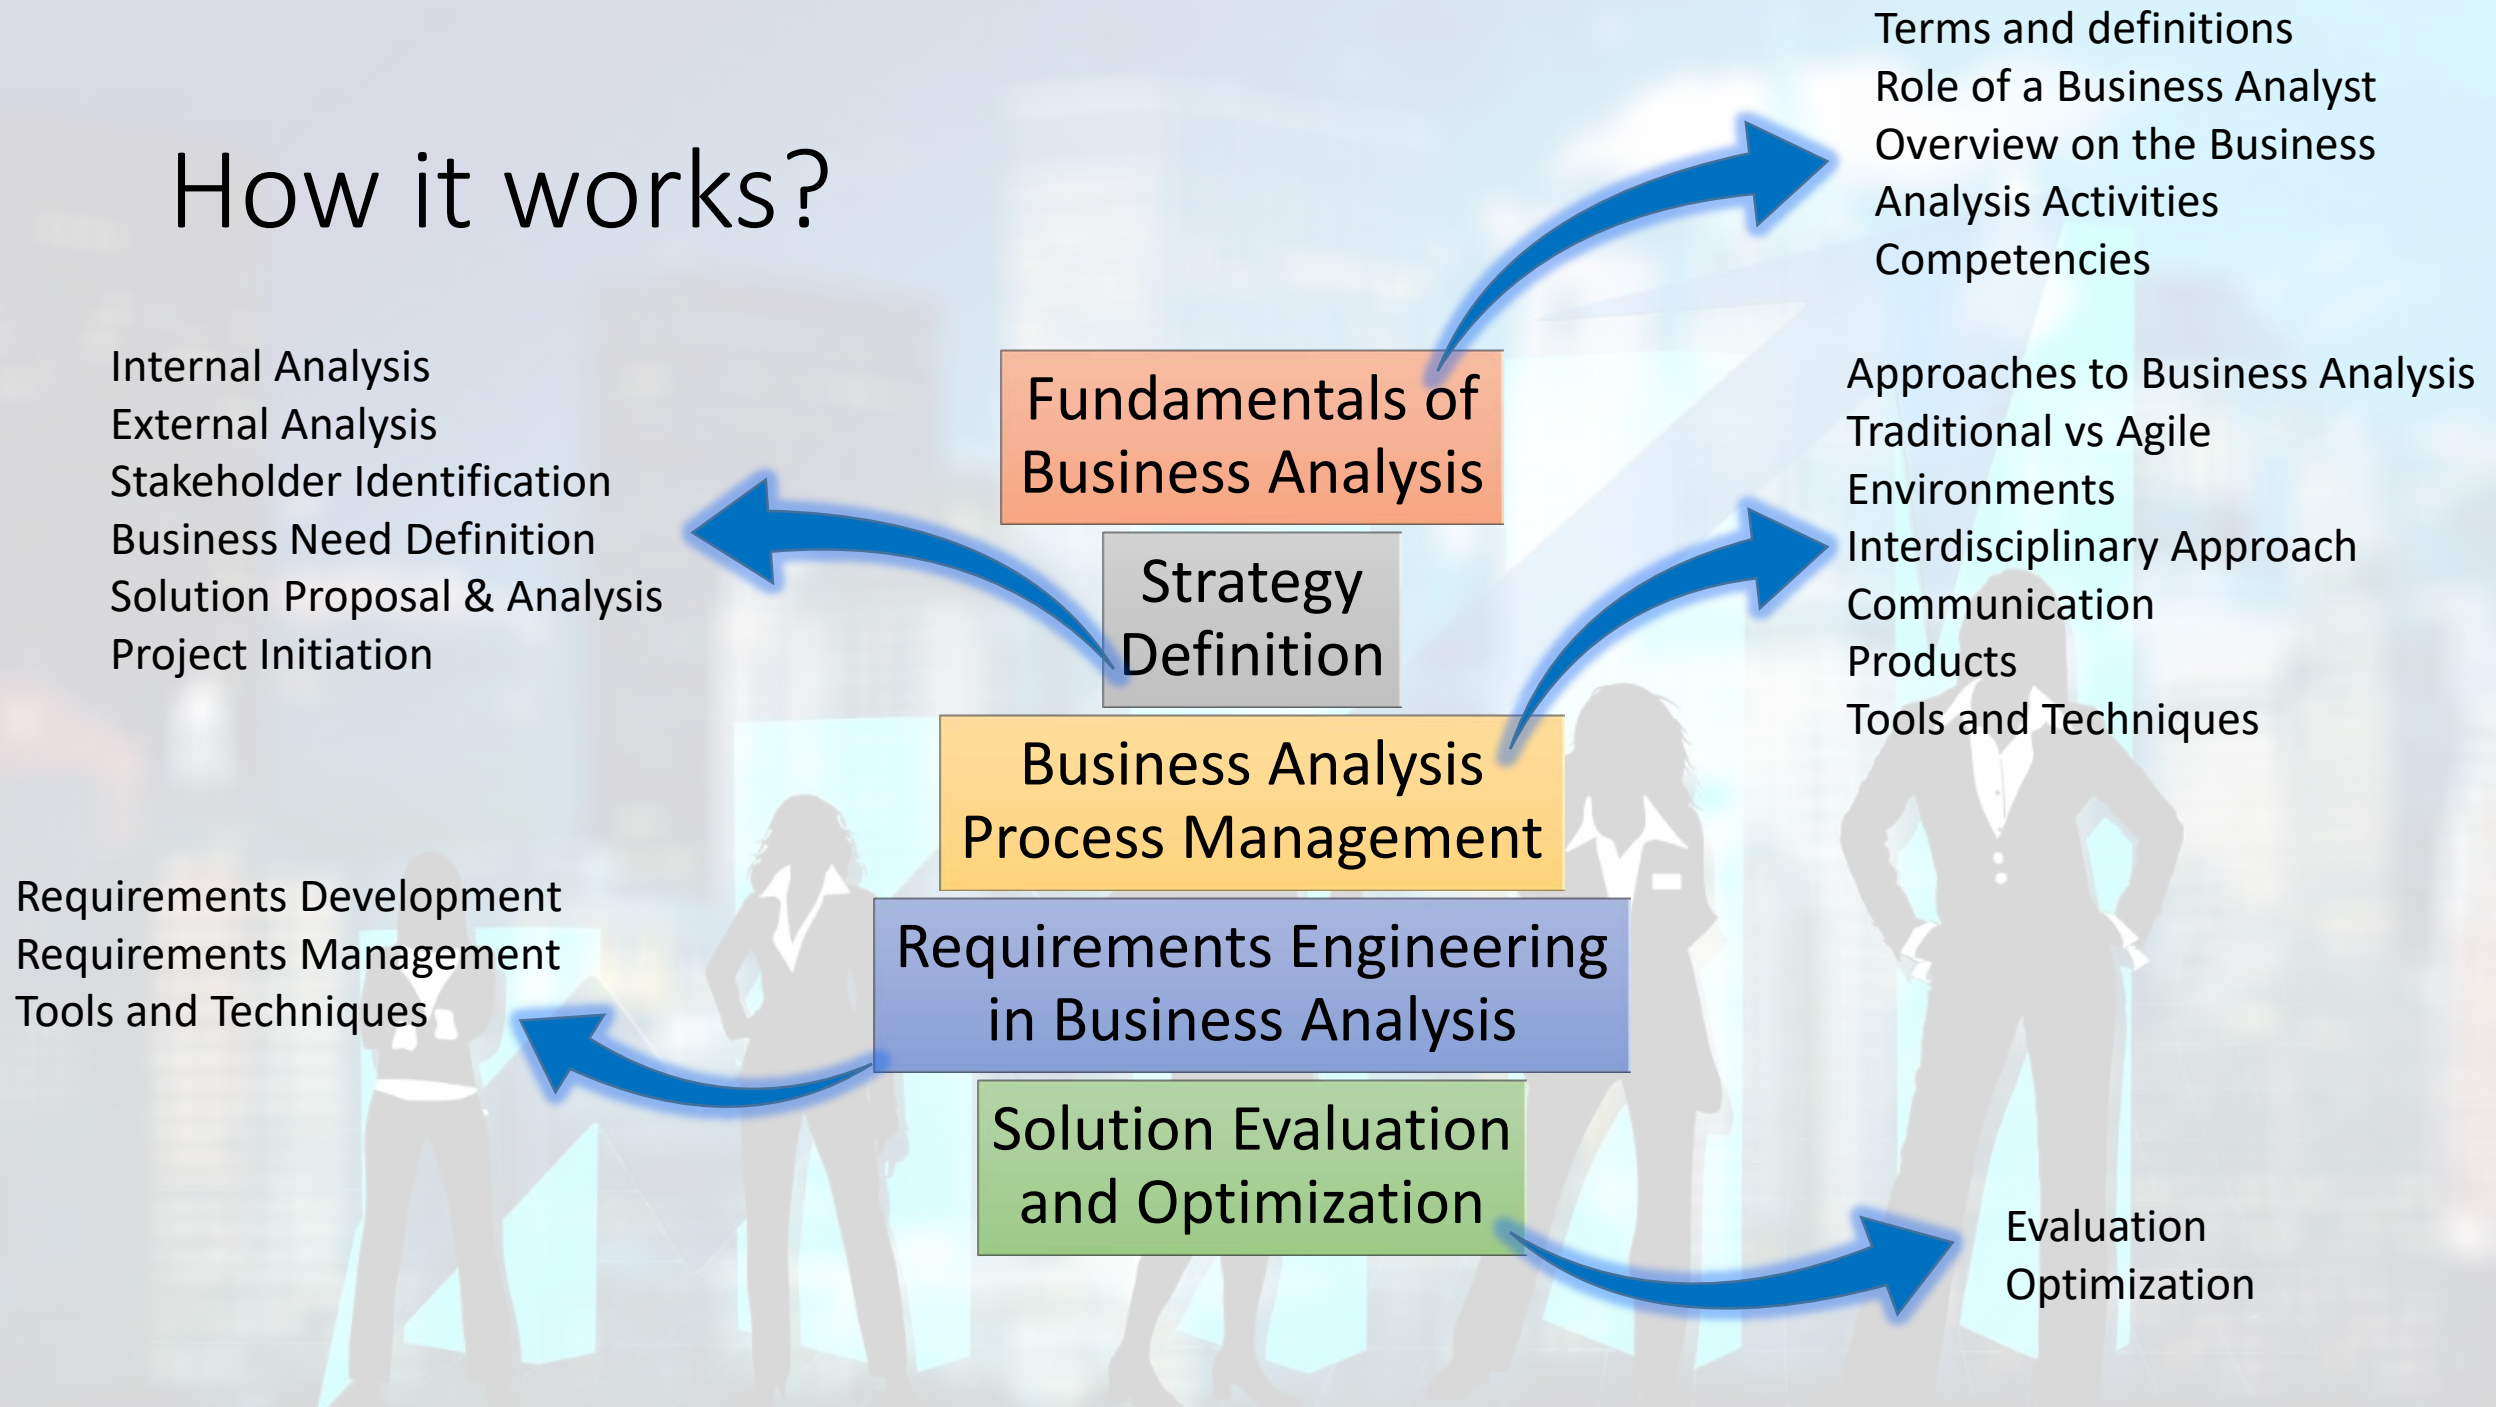 How it works?
Terms and definitions
Role of a Business Analyst
Overview on the Business
Analysis Activities
Competencies
Internal Analysis
External Analysis
Stakeholder Identification
Business Need Definition
Solution Proposal & Analysis
Project Initiation
Fundamentals of
Business Analysis
Strategy
Definition
Business Analysis
Process Management
Requirements Engineering
in Business Analysis
Solution Evaluation
and Optimization
Approaches to Business Analysis
Traditional vs Agile
Environments
Interdisciplinary Approach
Communication
Products
Tools and Techniques
Requirements Development
Requirements Management
Tools and Techniques
Evaluation
Optimization